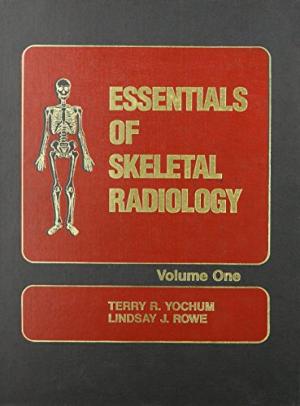 ESSENTIALS
OF
SKELETAL
RADIOLOGY
Volume One
TERRY R. YOCHUM
LINDSAY J. ROWE